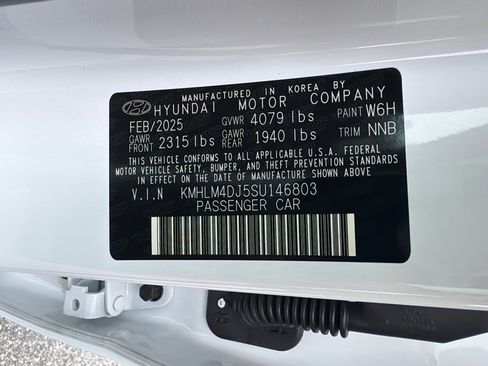 MANUFACTURED IN KOREA BY
HYUNDAI MOTOR COMPANY
FEB/2025 GVWR 4079 lbs PAINT W6H
GAWR FRONT 2315 lbs GAWR RDR 1940 lbs TRIM NNB
THIS VEHICLE CONFORMS TO ALL APPLICABLE U.S.A. FEDERAL
MOTOR VEHICLE SAFETY, BUMPER, AND THEFT PREVENTION STANDARDS
IN EFFECT ON THE DATE OF MANUFACTURE SHOWN ABOVE.
V.I.N KMHLM4DJ5SU146803
PASSENGER CAR